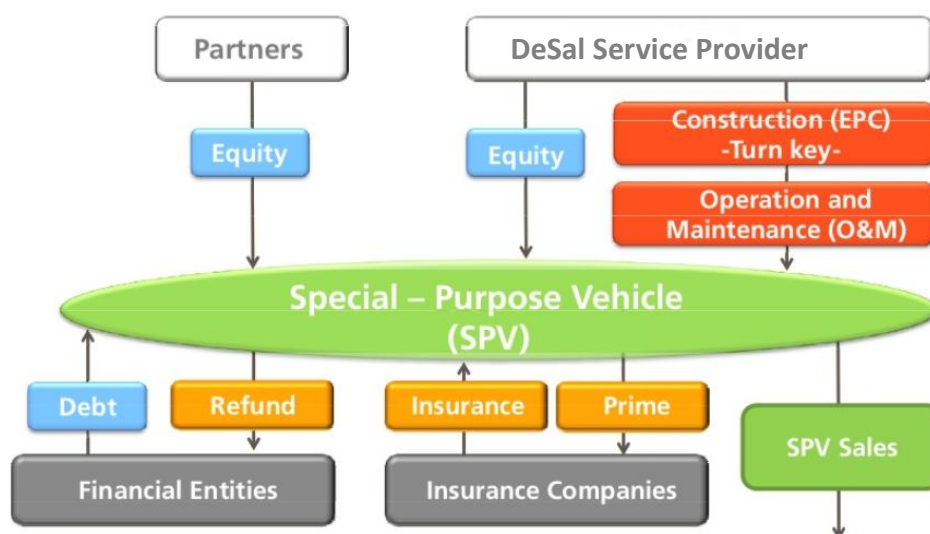 Partners
DeSal Service Provider
Equity
Equity
Construction (EPC)
-Turn key-
Operation and
Maintenance (O&M)
Special – Purpose Vehicle
(SPV)
Debt
Refund
Insurance
Prime
SPV Sales
Financial Entities
Insurance Companies